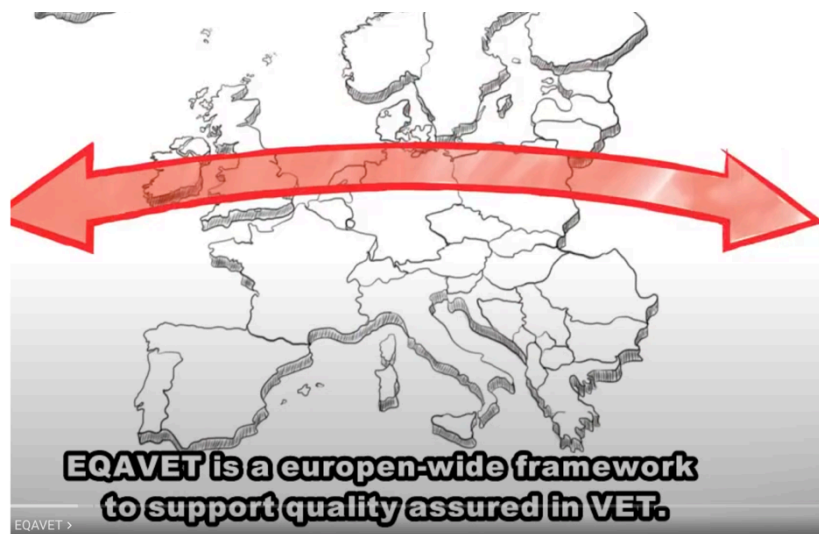 EQAVET is a europen-wide framework
to support quality assured in VET.
EQAVET >